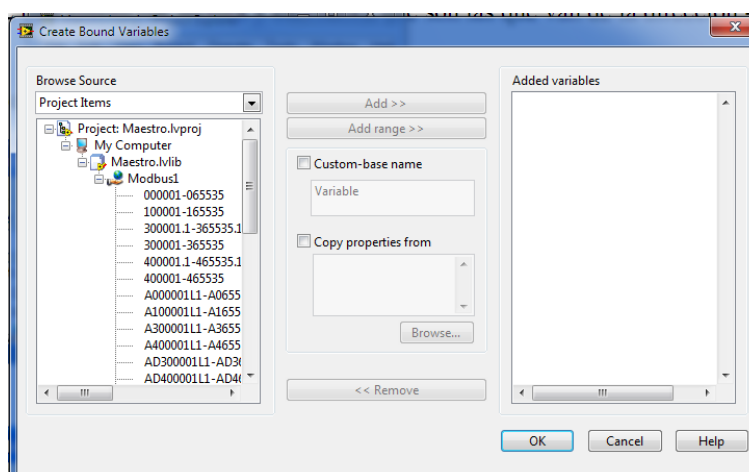 Create Bound Variables
Browse Source
Project Items
Project: Maestro.lvproj
My Computer
Maestro.lvlib
Modbus1
000001-065535
100001-165535
300001.1-365535.1
300001-365535
400001.1-465535.1
400001-465535
A000001L1-A0655
A100001L1-A1655
A300001L1-A3655
A400001L1-A4655
AD300001L1-AD3
AD400001L1-AD4
Add >>
Add range >>
Custom-base name
Variable
Copy properties from
Browse...
<< Remove
Added variables
OK
Cancel
Help